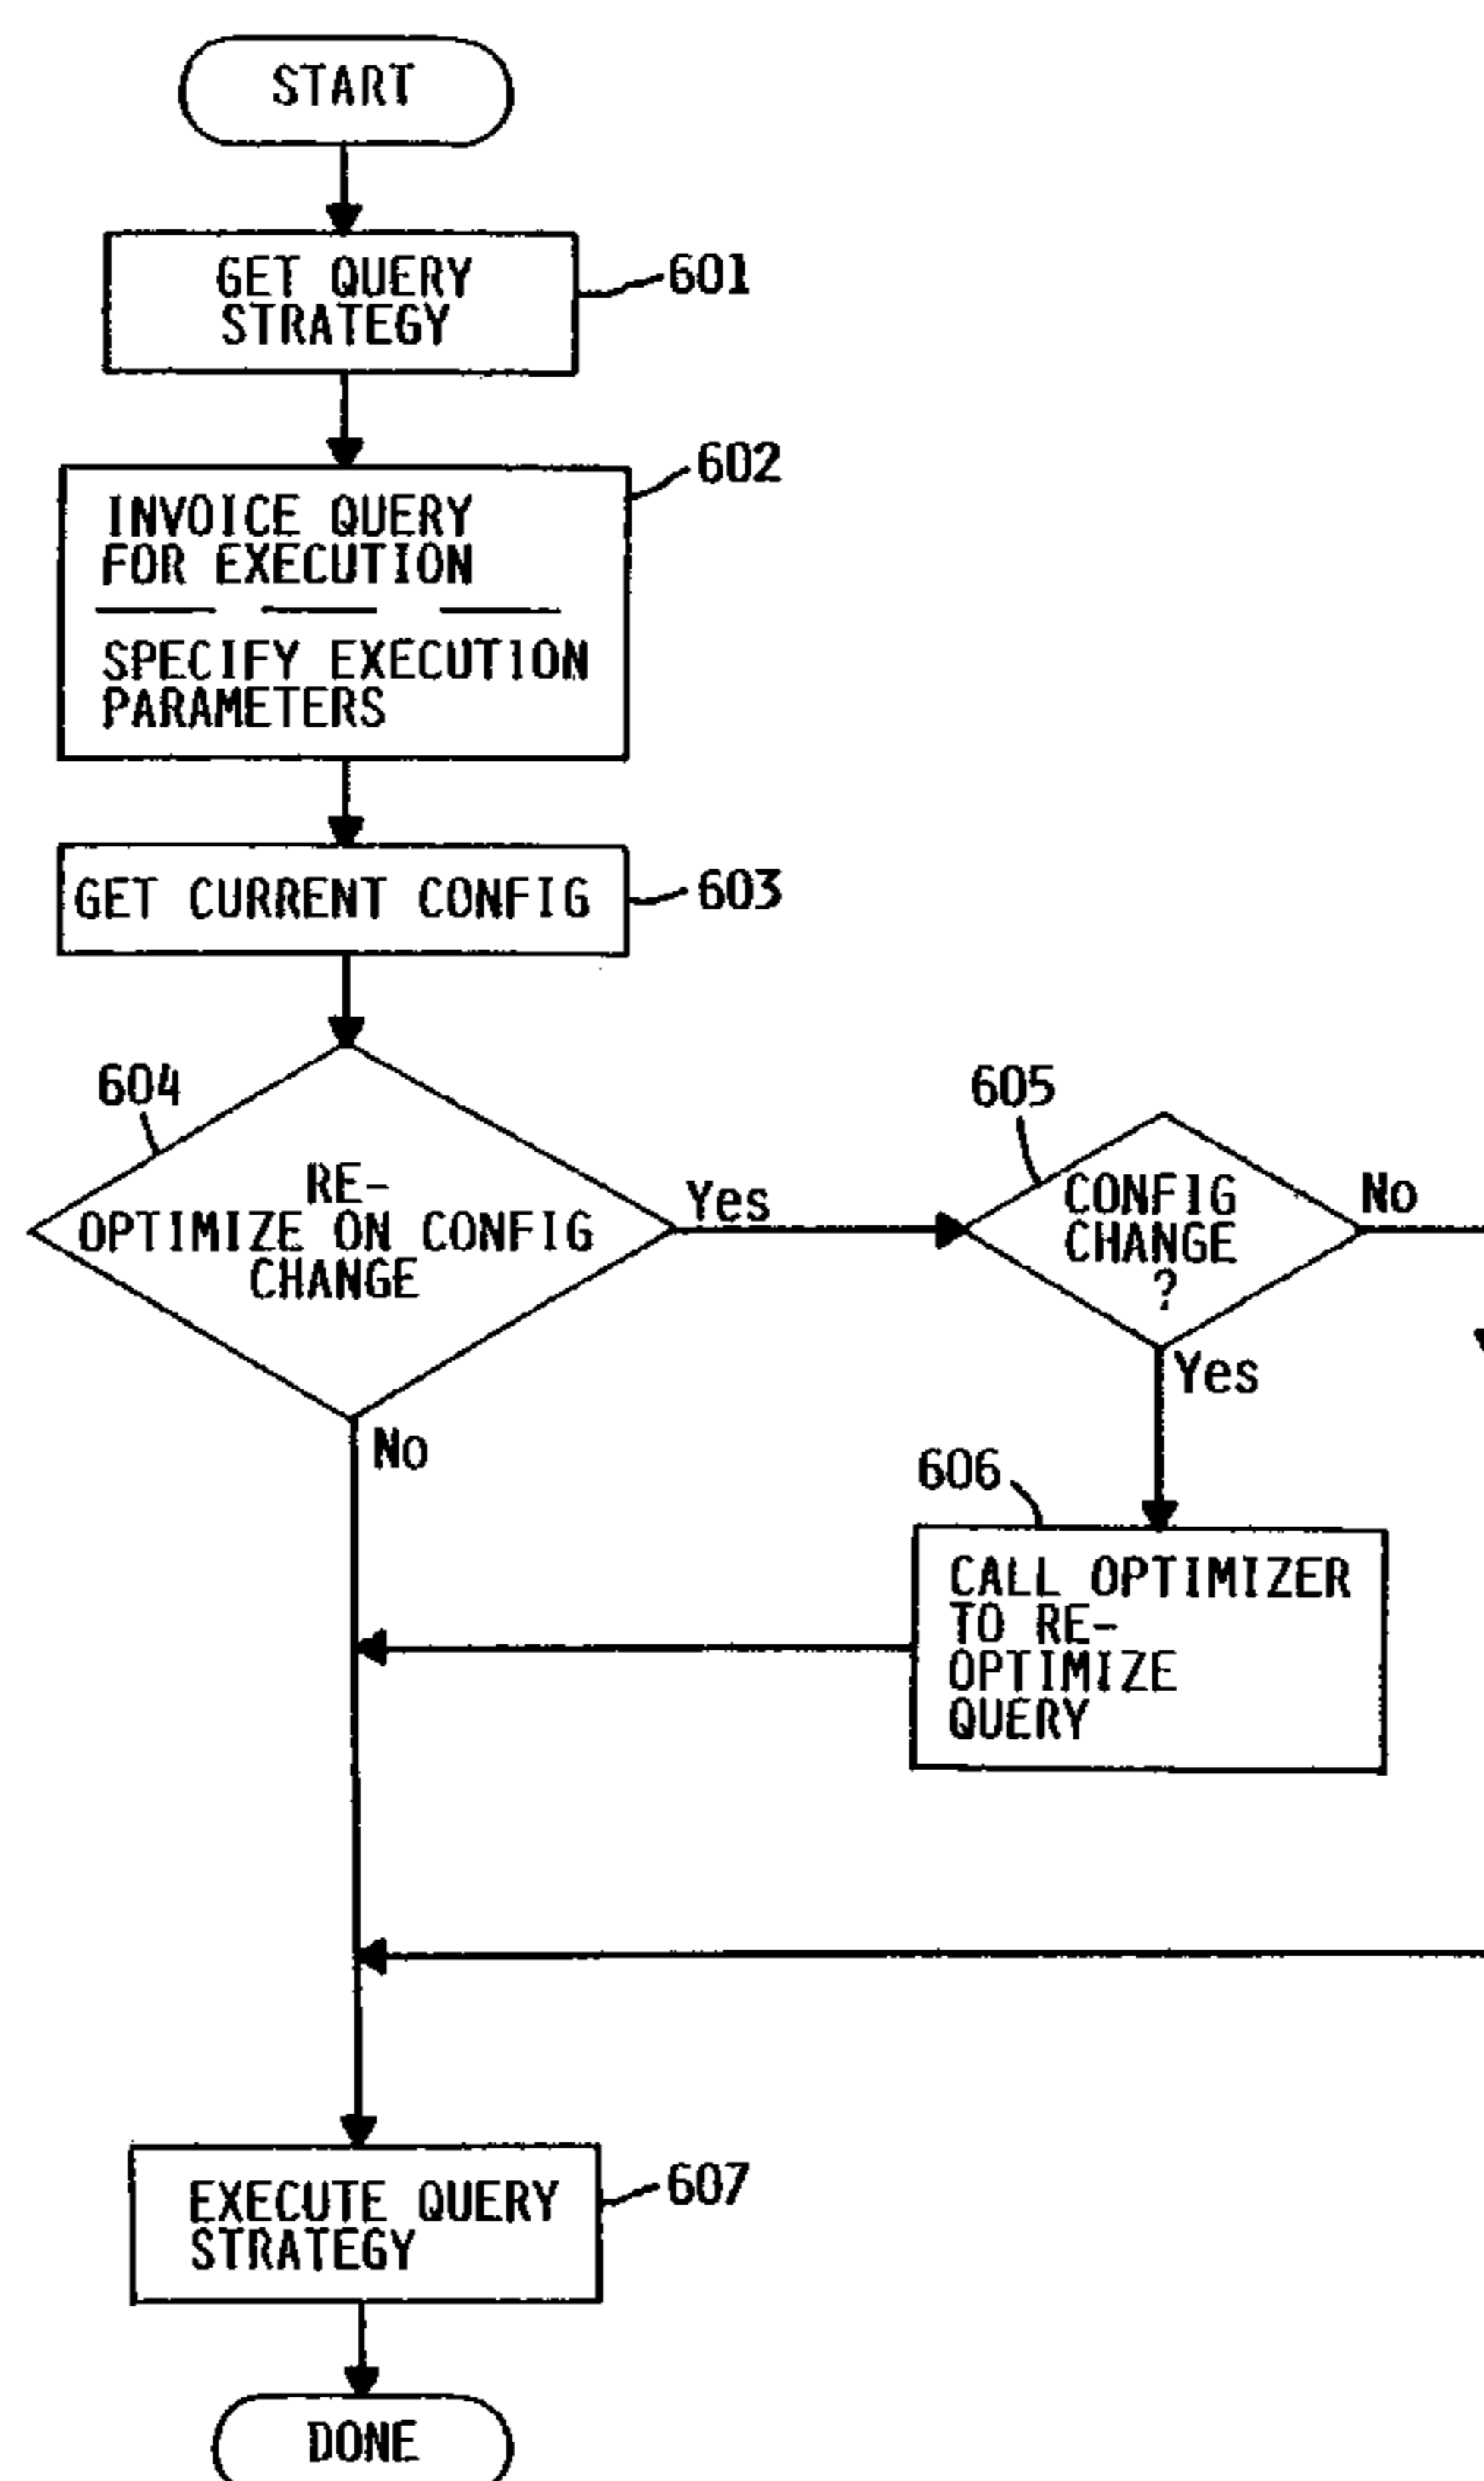 START
GET QUERY
STRATEGY
601
INVOICE QUERY
FOR EXECUTION
SPECIFY EXECUTION
PARAMETERS
602
GET CURRENT CONFIG
603
604
RE-
OPTIMIZE ON CONFIG
CHANGE
Yes
No
605
CONFIG
CHANGE
?
No
Yes
606
CALL OPTIMIZER
TO RE-
OPTIMIZE
QUERY
EXECUTE QUERY
STRATEGY
607
DONE